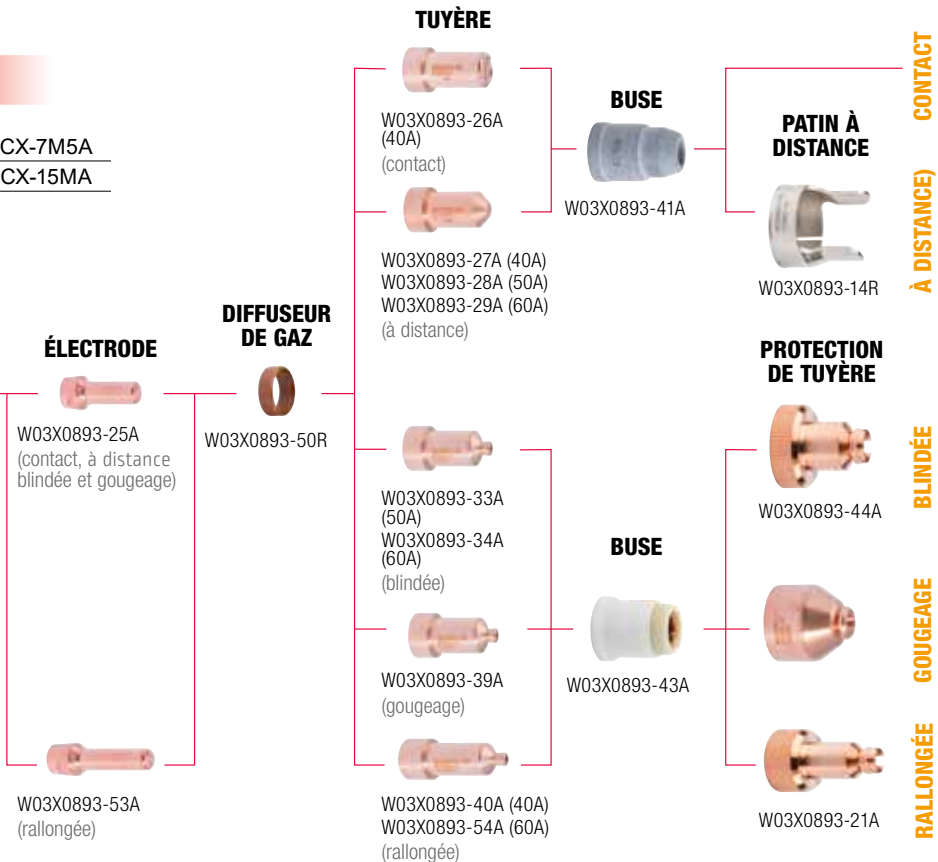 CX-7M5A
CX-15MA
ÉLECTRODE
W03X0893-25A
(contact, à distance
blindée et gougeage)
W03X0893-53A
(rallongée)
DIFFUSEUR
DE GAZ
W03X0893-50R
TUYÈRE
W03X0893-26A
(40A)
(contact)
W03X0893-27A (40A)
W03X0893-28A (50A)
W03X0893-29A (60A)
(à distance)
W03X0893-33A
(50A)
W03X0893-34A
(60A)
(blindée)
W03X0893-39A
(gougeage)
W03X0893-40A (40A)
W03X0893-54A (60A)
(rallongée)
BUSE
W03X0893-41A
BUSE
W03X0893-43A
PATIN À
DISTANCE
W03X0893-14R
PROTECTION
DE TUYÈRE
W03X0893-44A
W03X0893-21A
CONTACT
À DISTANCE)
BLINDÉE
GOUGEAGE
RALLONGÉE